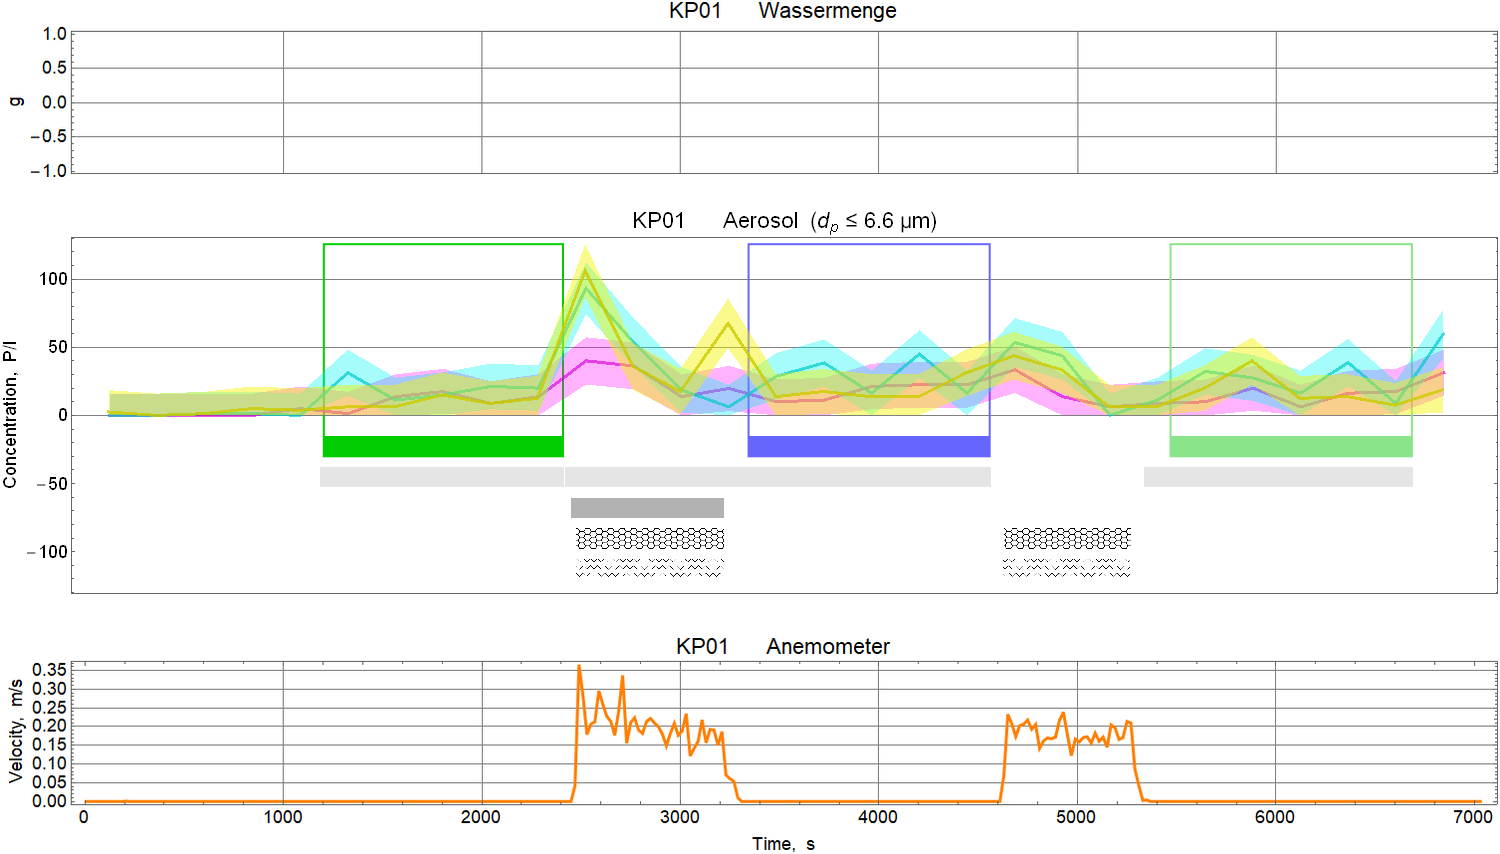 KP01 Wassermenge
1.0
0.5
0.0
−0.5
−1.0
g
KP01 Aerosol (dp ≤ 6.6 µm)
100
50
0
−50
−100
Concentration, P/l
KP01 Anemometer
0.35
0.30
0.25
0.20
0.15
0.10
0.05
0.00
Velocity, m/s
0 1000 2000 3000 4000 5000 6000 7000
Time, s